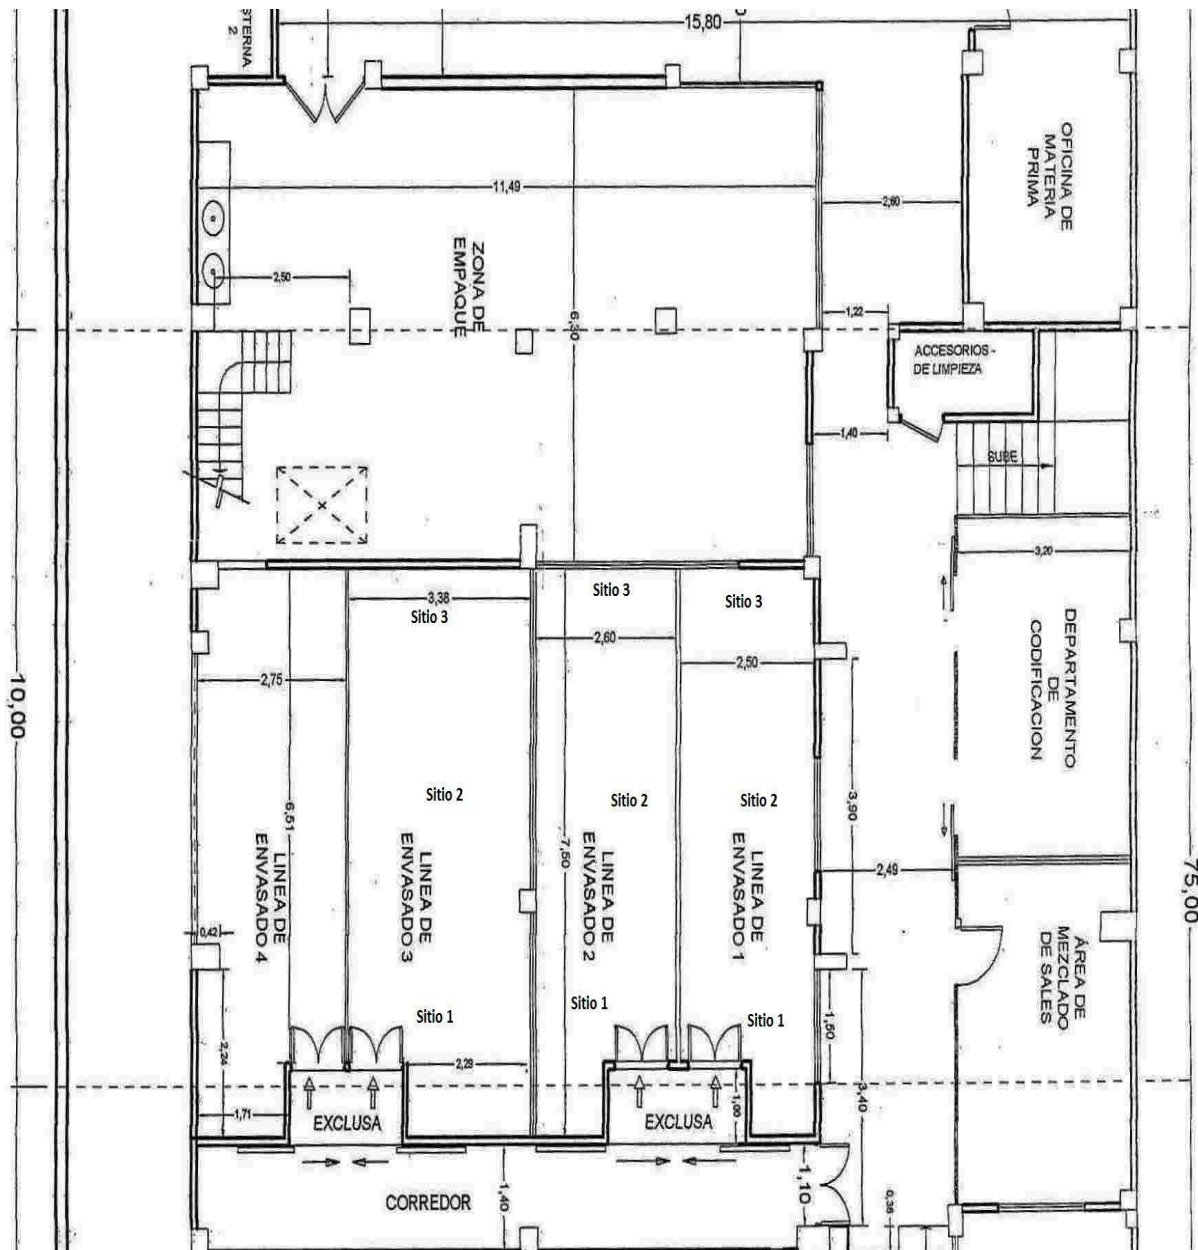 STERNA
2
15,80
OFICINA DE
MATERIA
PRIMA
11,49
2,60
ZONA DE
EMPAQUE
2,50
6,30
1,22
ACCESORIOS -
DE LIMPIEZA
1,40
SUBE
3,20
3,38
Sitio 3
Sitio 3
Sitio 3
2,60
2,50
2,75
10,00
DEPARTAMENTO
DE
CODIFICACION
6,51
Sitio 2
Sitio 2
Sitio 2
3,90
7,50
LINEA DE
ENVASADO 4
LINEA DE
ENVASADO 3
LINEA DE
ENVASADO 2
LINEA DE
ENVASADO 1
2,49
75,00
0,42
ÁREA DE
MEZCLADO
DE SALES
Sitio 1
Sitio 1
Sitio 1
1,50
2,24
2,28
1,71
EXCLUSA
EXCLUSA
1,00
3,40
CORREDOR
1,40
1,10
0,36